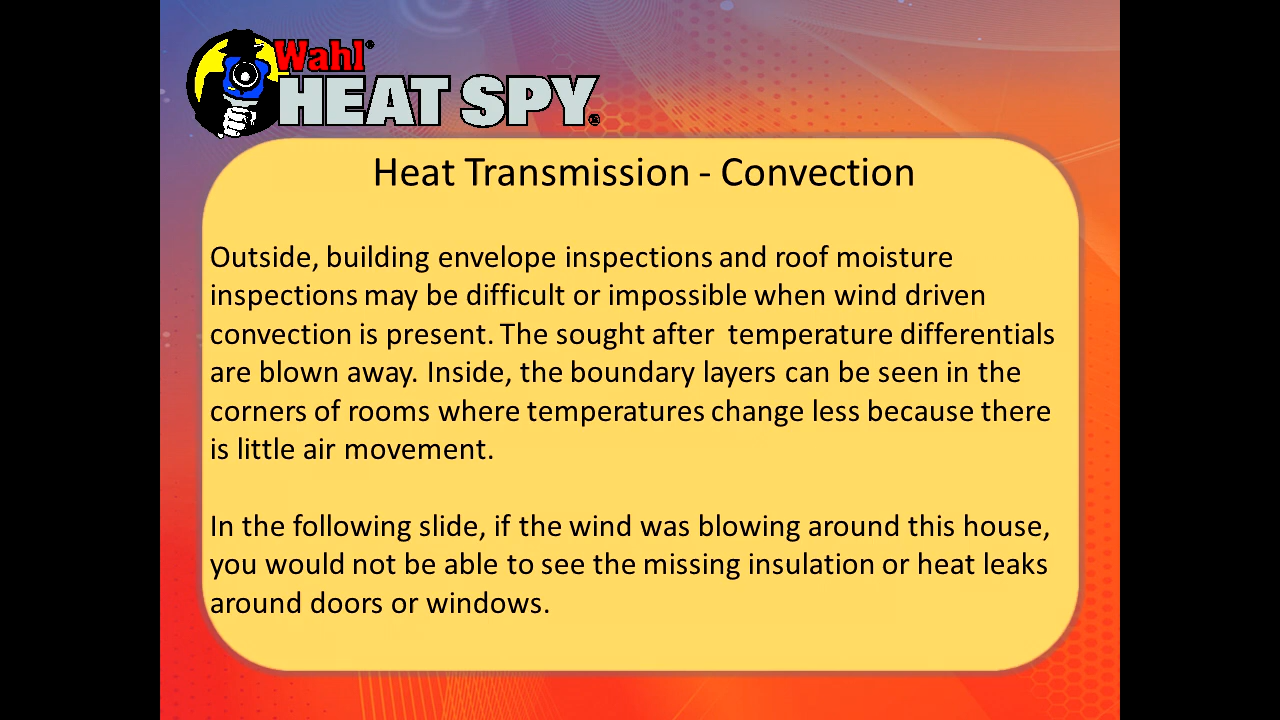 Wahl®
HEAT SPY®
Heat Transmission - Convection
Outside, building envelope inspections and roof moisture
inspections may be difficult or impossible when wind driven
convection is present. The sought after  temperature differentials
are blown away. Inside, the boundary layers can be seen in the
corners of rooms where temperatures change less because there
is little air movement.
In the following slide, if the wind was blowing around this house,
you would not be able to see the missing insulation or heat leaks
around doors or windows.